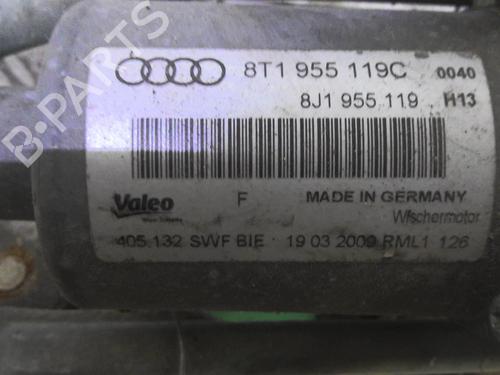 B-PARTS
8T1 955 119C 0040
8J1 955 119 H13
Valeo F MADE IN GERMANY
Wischermotor
405.132 SWF BIE 19 03 2009 RML1 126